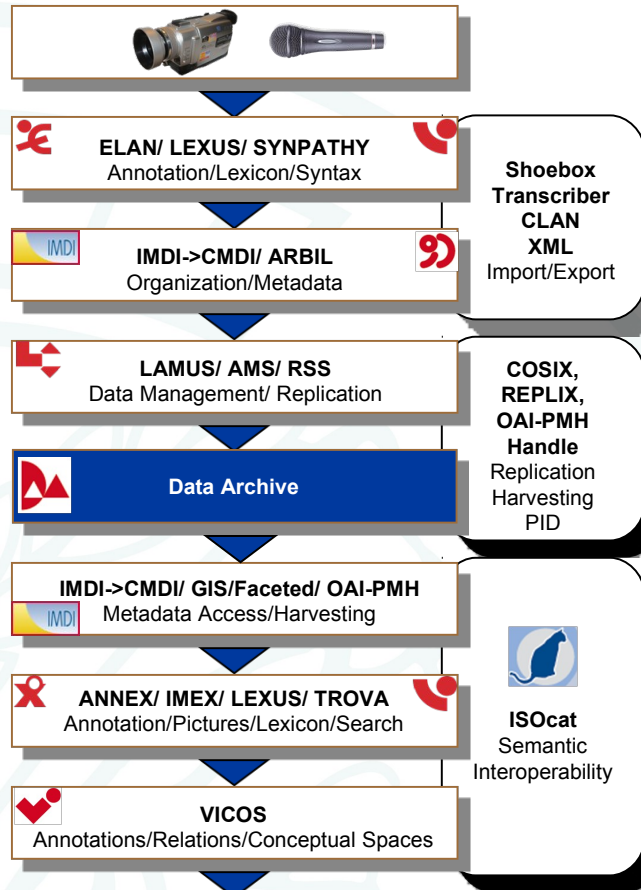 ELAN/ LEXUS/ SYNPATHY
Annotation/Lexicon/Syntax
IMDI
IMDI->CMDI/ ARBIL
Organization/Metadata
Shoebox
Transcriber
CLAN
XML
Import/Export
LAMUS/ AMS/ RSS
Data Management/ Replication
Data Archive
COSIX,
REPLIX,
OAI-PMH
Handle
Replication
Harvesting
PID
IMDI->CMDI/ GIS/Faceted/ OAI-PMH
IMDI
Metadata Access/Harvesting
ANNEX/ IMEX/ LEXUS/ TROVA
Annotation/Pictures/Lexicon/Search
VICOS
Annotations/Relations/Conceptual Spaces
ISOcat
Semantic
Interoperability